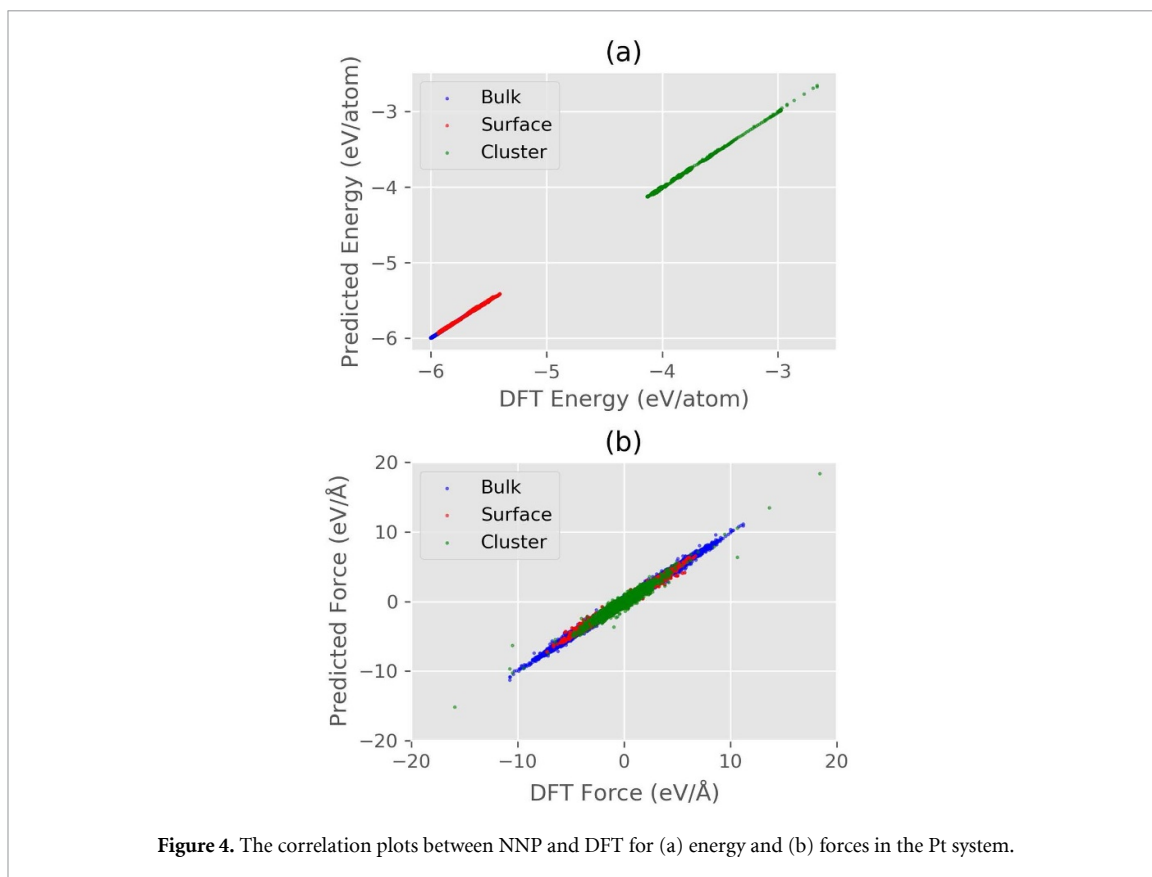 (a)
Predicted Energy (eV/atom)
Bulk
Surface
Cluster
−3
−4
−5
−6
−6
−5
−4
−3
DFT Energy (eV/atom)
(b)
Predicted Force (eV/Å)
Bulk
Surface
Cluster
20
10
0
−10
−20
−20
−10
0
10
20
DFT Force (eV/Å)
Figure 4. The correlation plots between NNP and DFT for (a) energy and (b) forces in the Pt system.